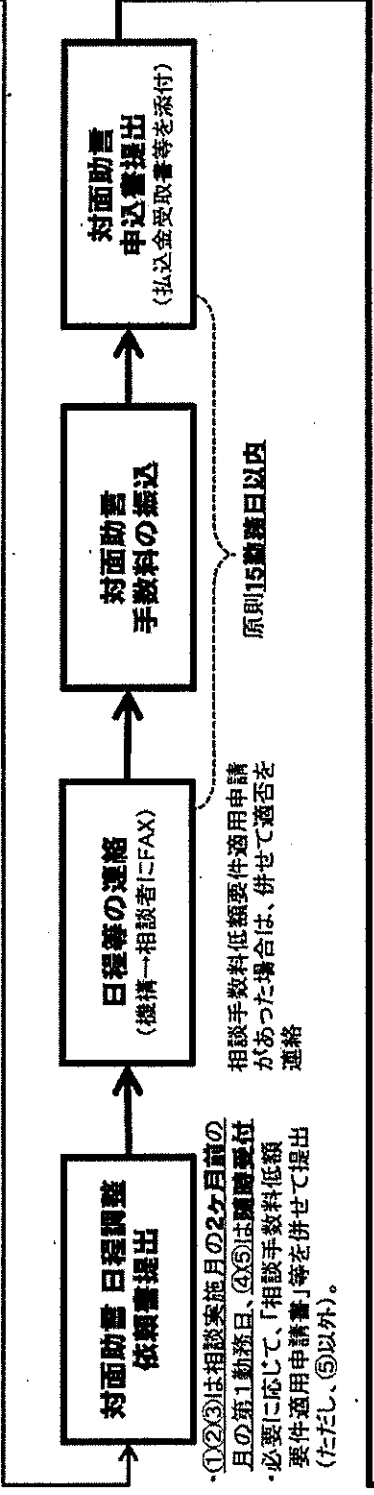 対面助言 日程調整
依頼書提出
・①②③は相談実施月の2ケ月前の
月の第1勤務日、④⑤は随時受付
・必要に応じて、「相談手数料低額
要件適用申請書」等を併せて提出
(ただし、⑤以外)。
日程等の連絡
(機構→相談者にFAX)
相談手数料低額要件適用申請
があった場合は、併せて適否を
連絡
対面助言
手数料の振込
原則15勤務日以内
対面助言
申込書提出
(払込金受取書等を添付)